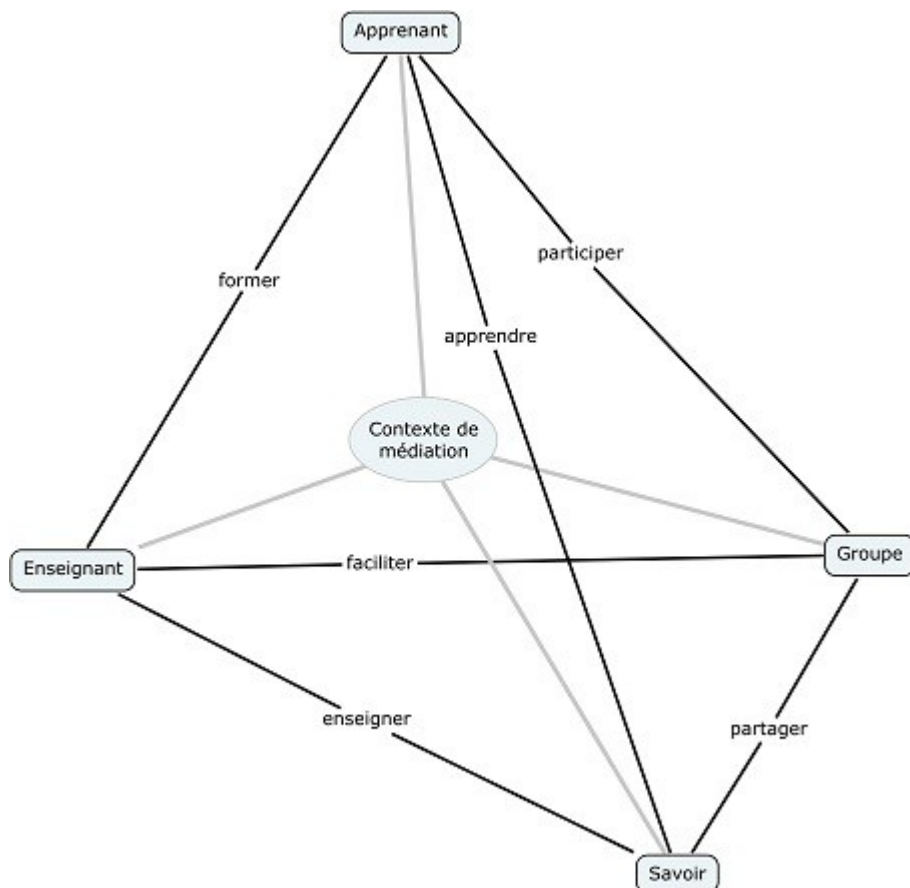 Apprenant
participer
former
apprendre
Contexte de
médiation
faciliter
Enseignant
Groupe
enseigner
partager
Savoir